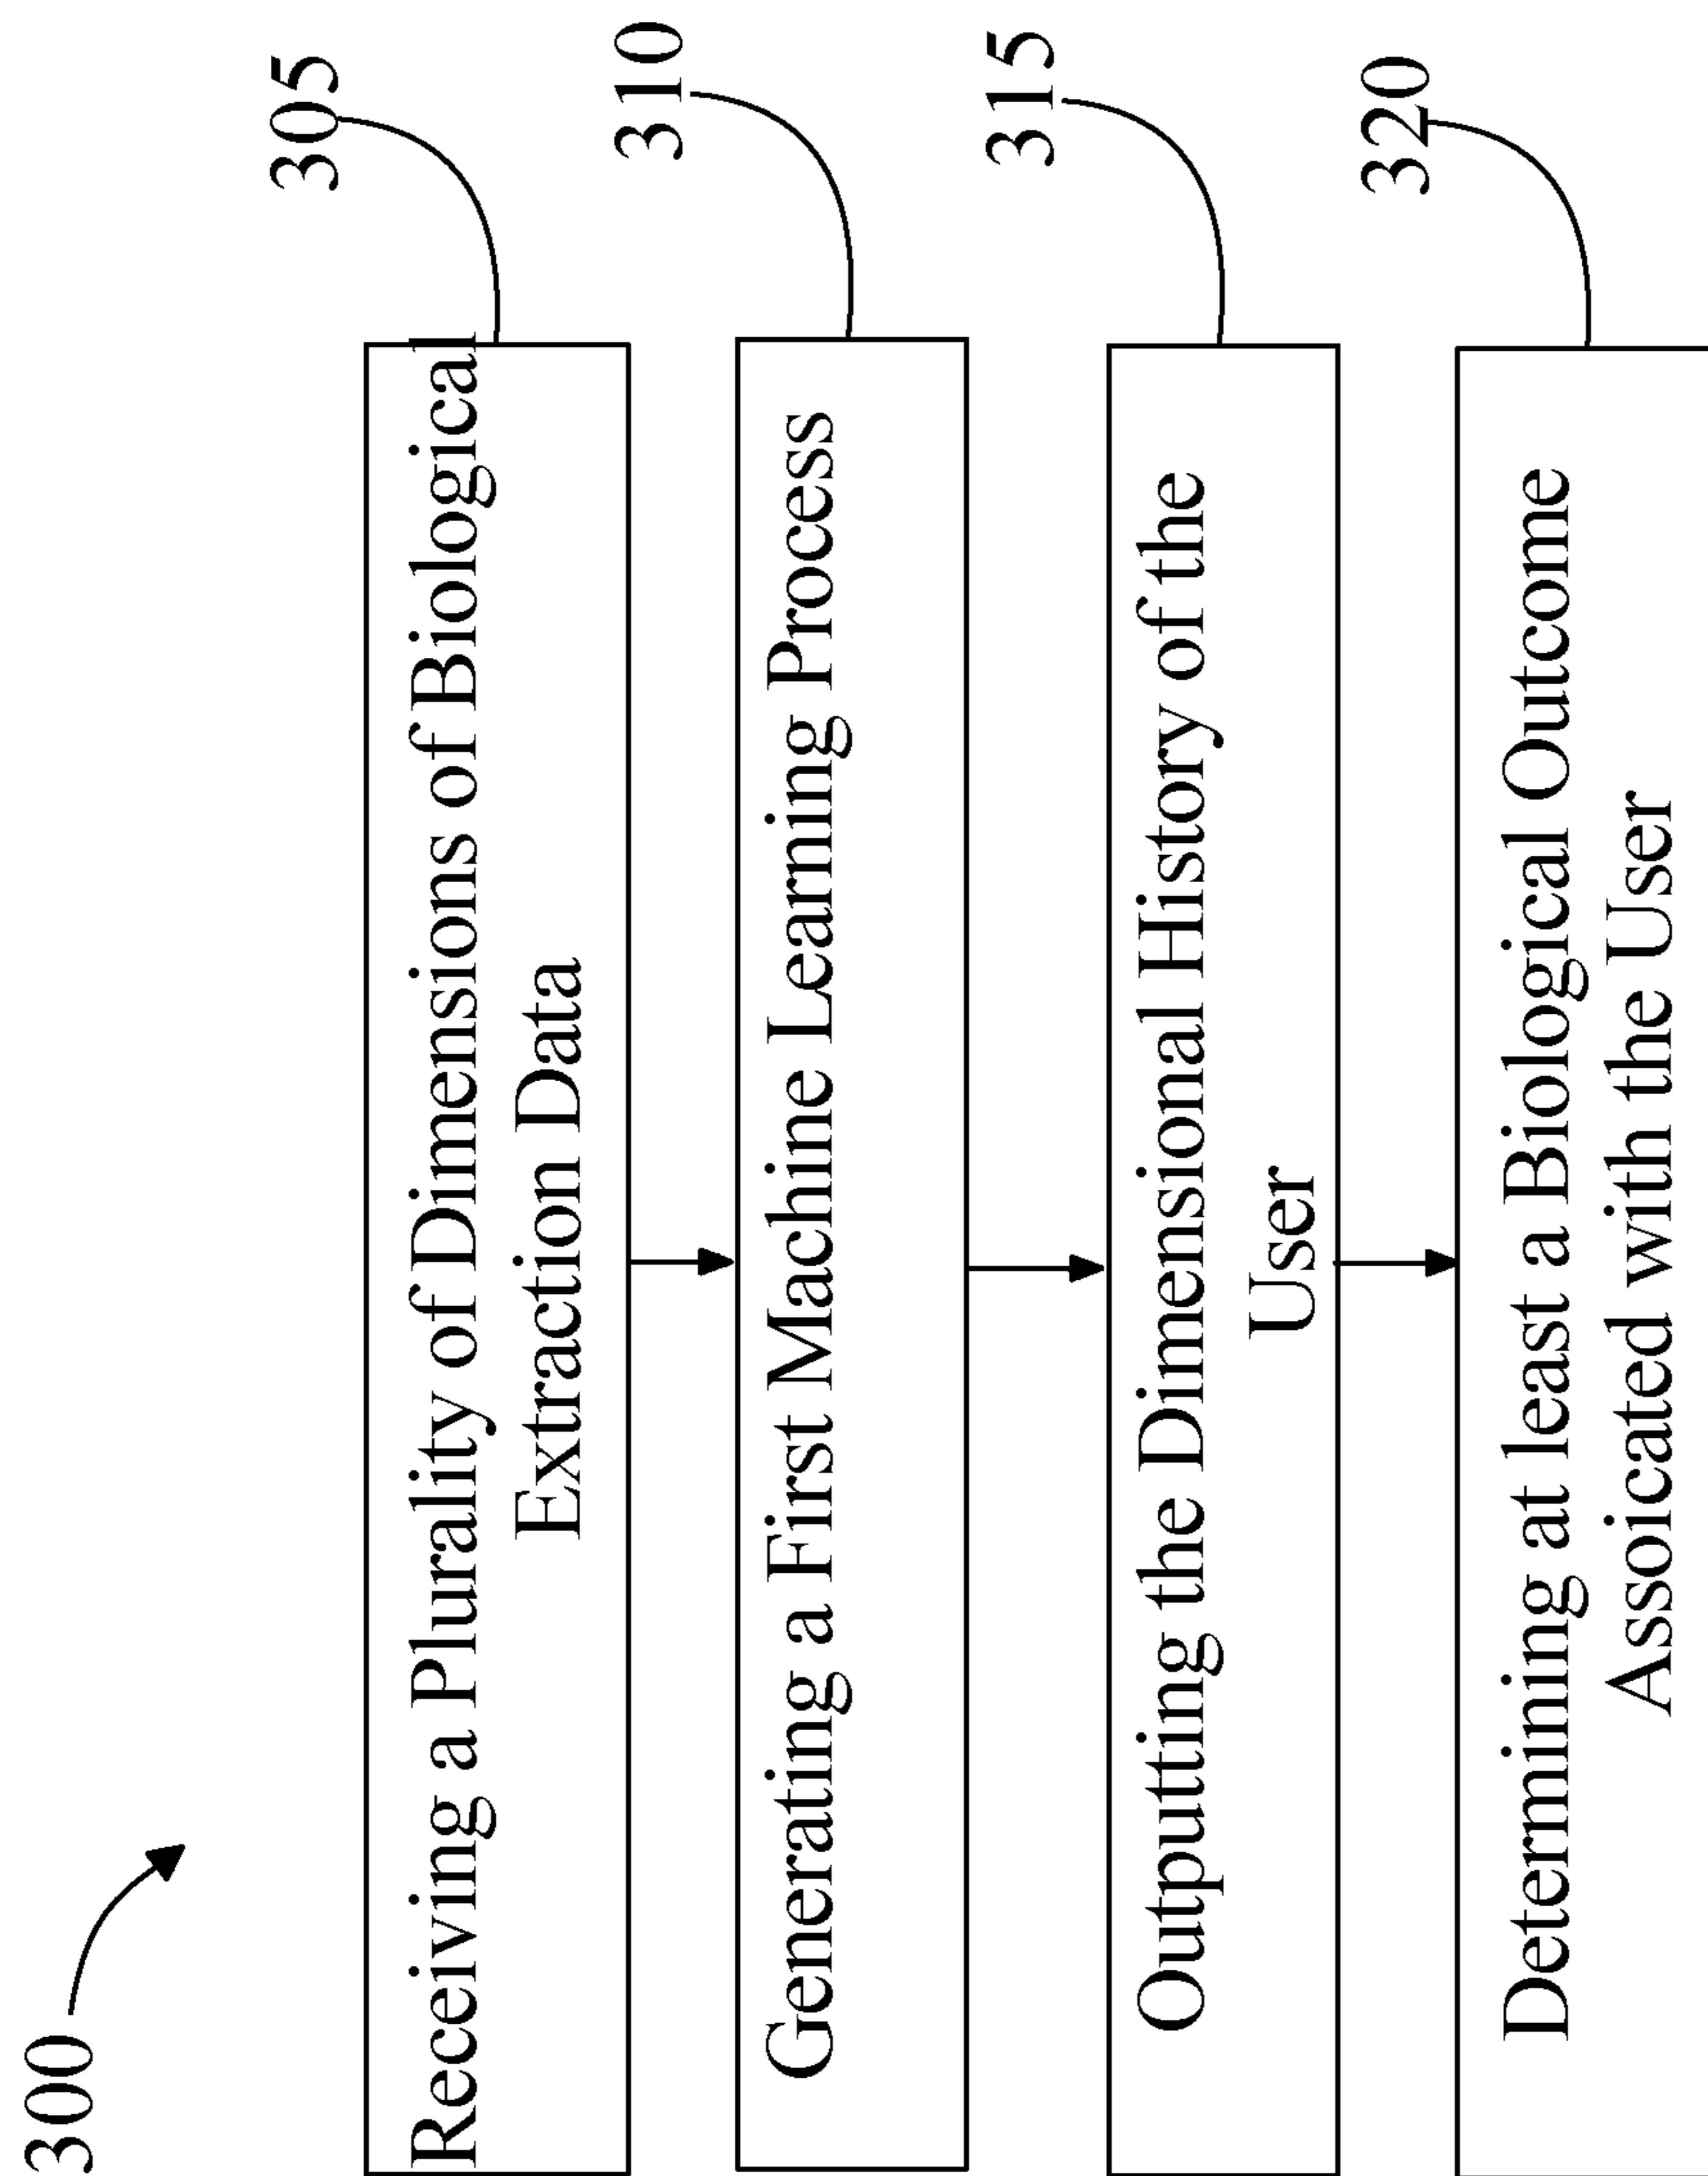 300
305
Receiving a Plurality of Dimensions of Biological
Extraction Data
310
Generating a First Machine Learning Process
315
Outputting the Dimensional History of the
User
320
Determining at least a Biological Outcome
Assoicated with the User